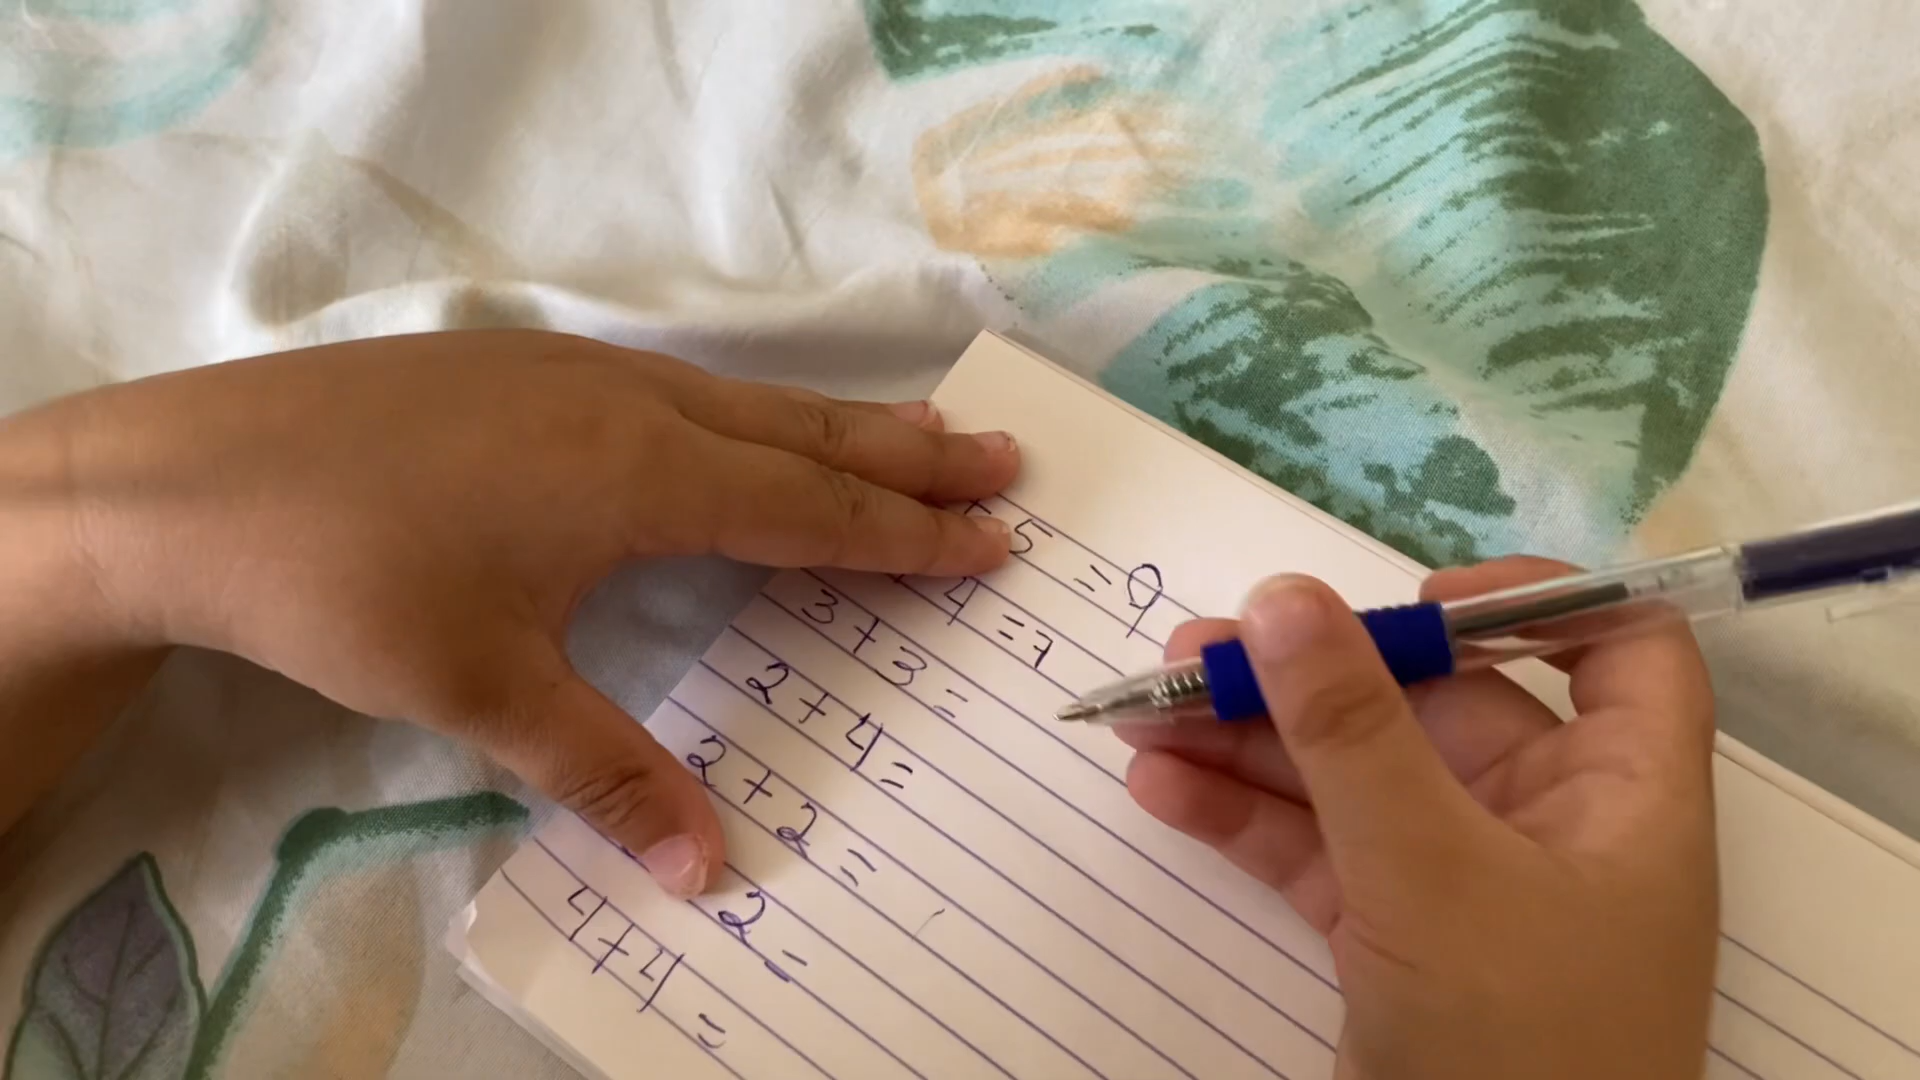 + 5 = 9
+ 4 = 7
3 + 3 =
2 + 4 =
2 + 2 =
2 =
4 + 4 =